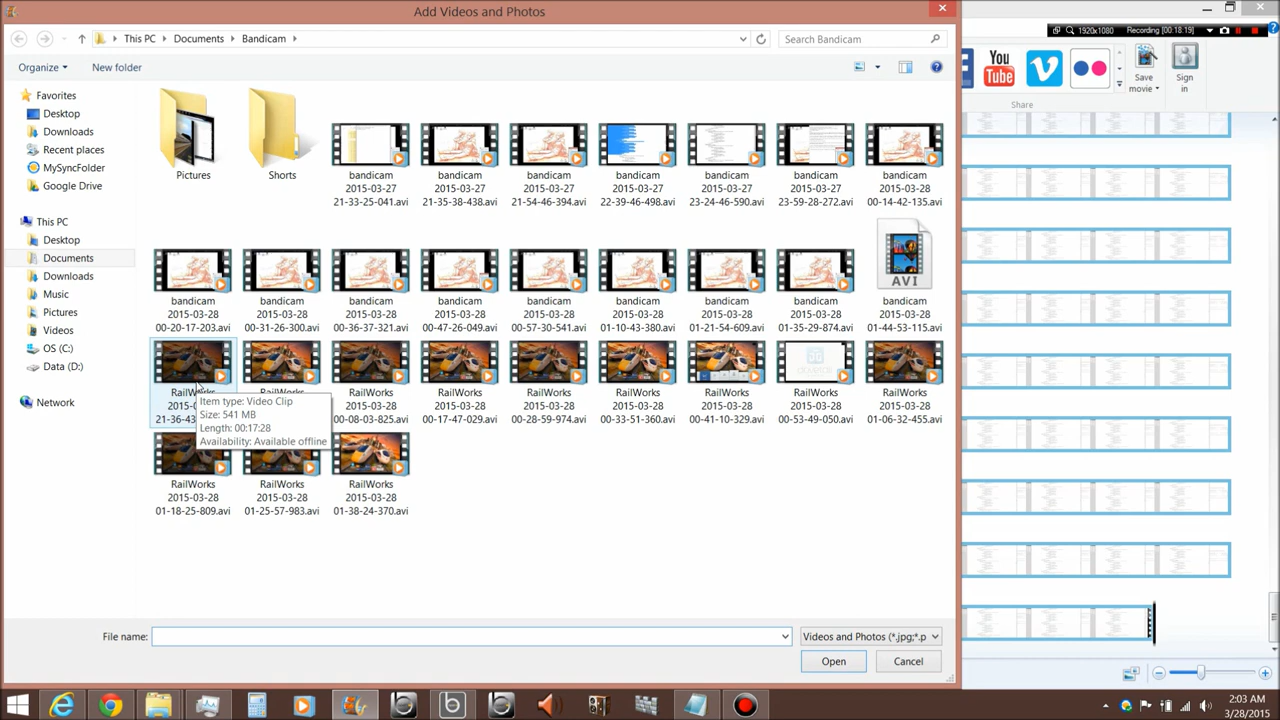 Add Videos and Photos
This PC Documents Bandicam
Search Bandicam
1920x1080 Recording [00:18:19]
Organize
New folder
You Tube
Save movie
Sign in
Share
Favorites
Desktop
Downloads
Recent places
MySyncFolder
Google Drive
This PC
Desktop
Documents
Downloads
Music
Pictures
Videos
OS (C:)
Data (D:)
Network
Pictures
Shorts
bandicam 2015-03-27 21-33-25-041.avi
bandicam 2015-03-27 21-35-38-438.avi
bandicam 2015-03-27 21-54-46-394.avi
bandicam 2015-03-27 22-39-46-498.avi
bandicam 2015-03-27 23-24-46-590.avi
bandicam 2015-03-27 23-59-28-272.avi
bandicam 2015-03-28 00-14-42-135.avi
bandicam 2015-03-28 00-20-17-203.avi
bandicam 2015-03-28 00-31-26-300.avi
bandicam 2015-03-28 00-36-37-321.avi
bandicam 2015-03-28 00-47-26-049.avi
bandicam 2015-03-28 00-57-30-541.avi
bandicam 2015-03-28 01-10-43-380.avi
bandicam 2015-03-28 01-21-54-609.avi
bandicam 2015-03-28 01-35-29-874.avi
AVI
bandicam 2015-03-28 01-44-53-115.avi
RailWorks
2015-0
21-36-43
RailWorks
Item type: Video Clip
Size: 541 MB
Length: 00:17:28
Availability: Available offline
RailWorks 2015-03-28 00-08-03-825.avi
RailWorks 2015-03-28 00-17-47-029.avi
RailWorks 2015-03-28 00-28-59-974.avi
RailWorks 2015-03-28 00-33-51-360.avi
RailWorks 2015-03-28 00-41-10-329.avi
RailWorks 2015-03-28 00-53-49-050.avi
RailWorks 2015-03-28 01-06-32-455.avi
RailWorks 2015-03-28 01-18-25-809.avi
RailWorks 2015-03-28 01-25-57-983.avi
RailWorks 2015-03-28 01-38-24-370.avi
File name:
Videos and Photos (*.jpg;*.p
Open
Cancel
2:03 AM
3/28/2015